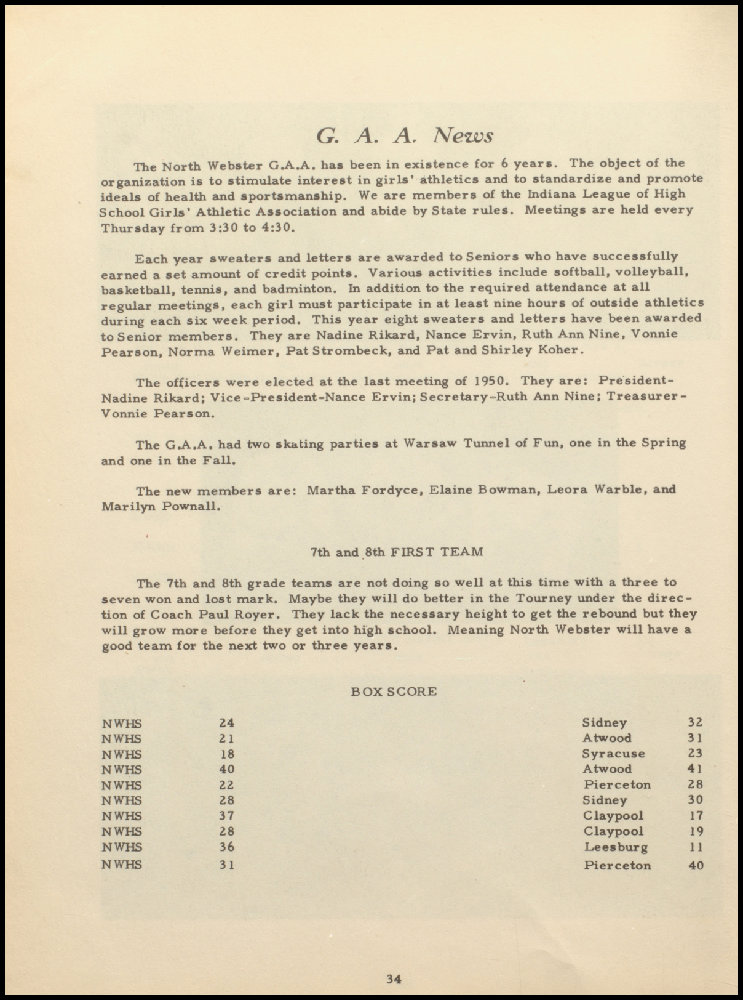 G. A. A. News
The North Webster G.A.A. has been in existence for 6 years. The object of the
organization is to stimulate interest in girls' athletics and to standardize and promote
ideals of health and sportsmanship. We are members of the Indiana League of High
School Girls' Athletic Association and abide by State rules. Meetings are held every
Thursday from 3:30 to 4:30.
Each year sweaters and letters are awarded to Seniors who have successfully
earned a set amount of credit points. Various activities include softball, volleyball,
basketball, tennis, and badminton. In addition to the required attendance at all
regular meetings, each girl must participate in at least nine hours of outside athletics
during each six week period. This year eight sweaters and letters have been awarded
to Senior members. They are Nadine Rikard, Nance Ervin, Ruth Ann Nine, Vonnie
Pearson, Norma Weimer, Pat Strombeck, and Pat and Shirley Koher.
The officers were elected at the last meeting of 1950. They are: President-
Nadine Rikard; Vice-President-Nance Ervin; Secretary-Ruth Ann Nine; Treasurer-
Vonnie Pearson.
The G.A.A. had two skating parties at Warsaw Tunnel of Fun, one in the Spring
and one in the Fall.
The new members are: Martha Fordyce, Elaine Bowman, Leora Warble, and
Marilyn Pownall.
7th and 8th FIRST TEAM
The 7th and 8th grade teams are not doing so well at this time with a three to
seven won and lost mark. Maybe they will do better in the Tourney under the direc-
tion of Coach Paul Royer. They lack the necessary height to get the rebound but they
will grow more before they get into high school. Meaning North Webster will have a
good team for the next two or three years.
BOX SCORE
NWHS 24 Sidney 32
NWHS 21 Atwood 31
NWHS 18 Syracuse 23
NWHS 40 Atwood 41
NWHS 22 Pierceton 28
NWHS 28 Sidney 30
NWHS 37 Claypool 17
NWHS 28 Claypool 19
NWHS 36 Leesburg 11
NWHS 31 Pierceton 40
34